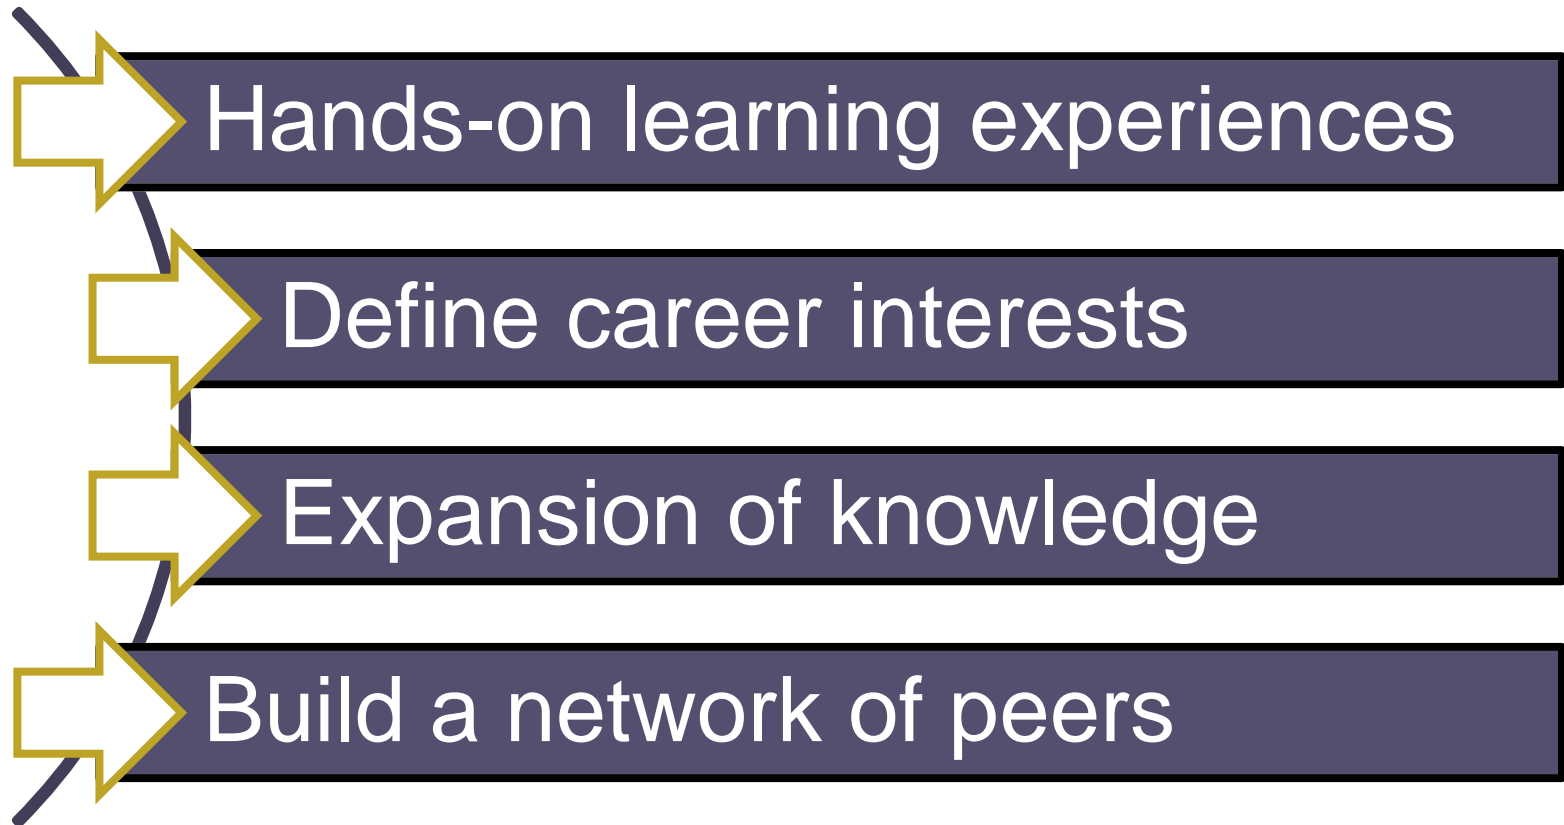 Hands-on learning experiences
Define career interests
Expansion of knowledge
Build a network of peers